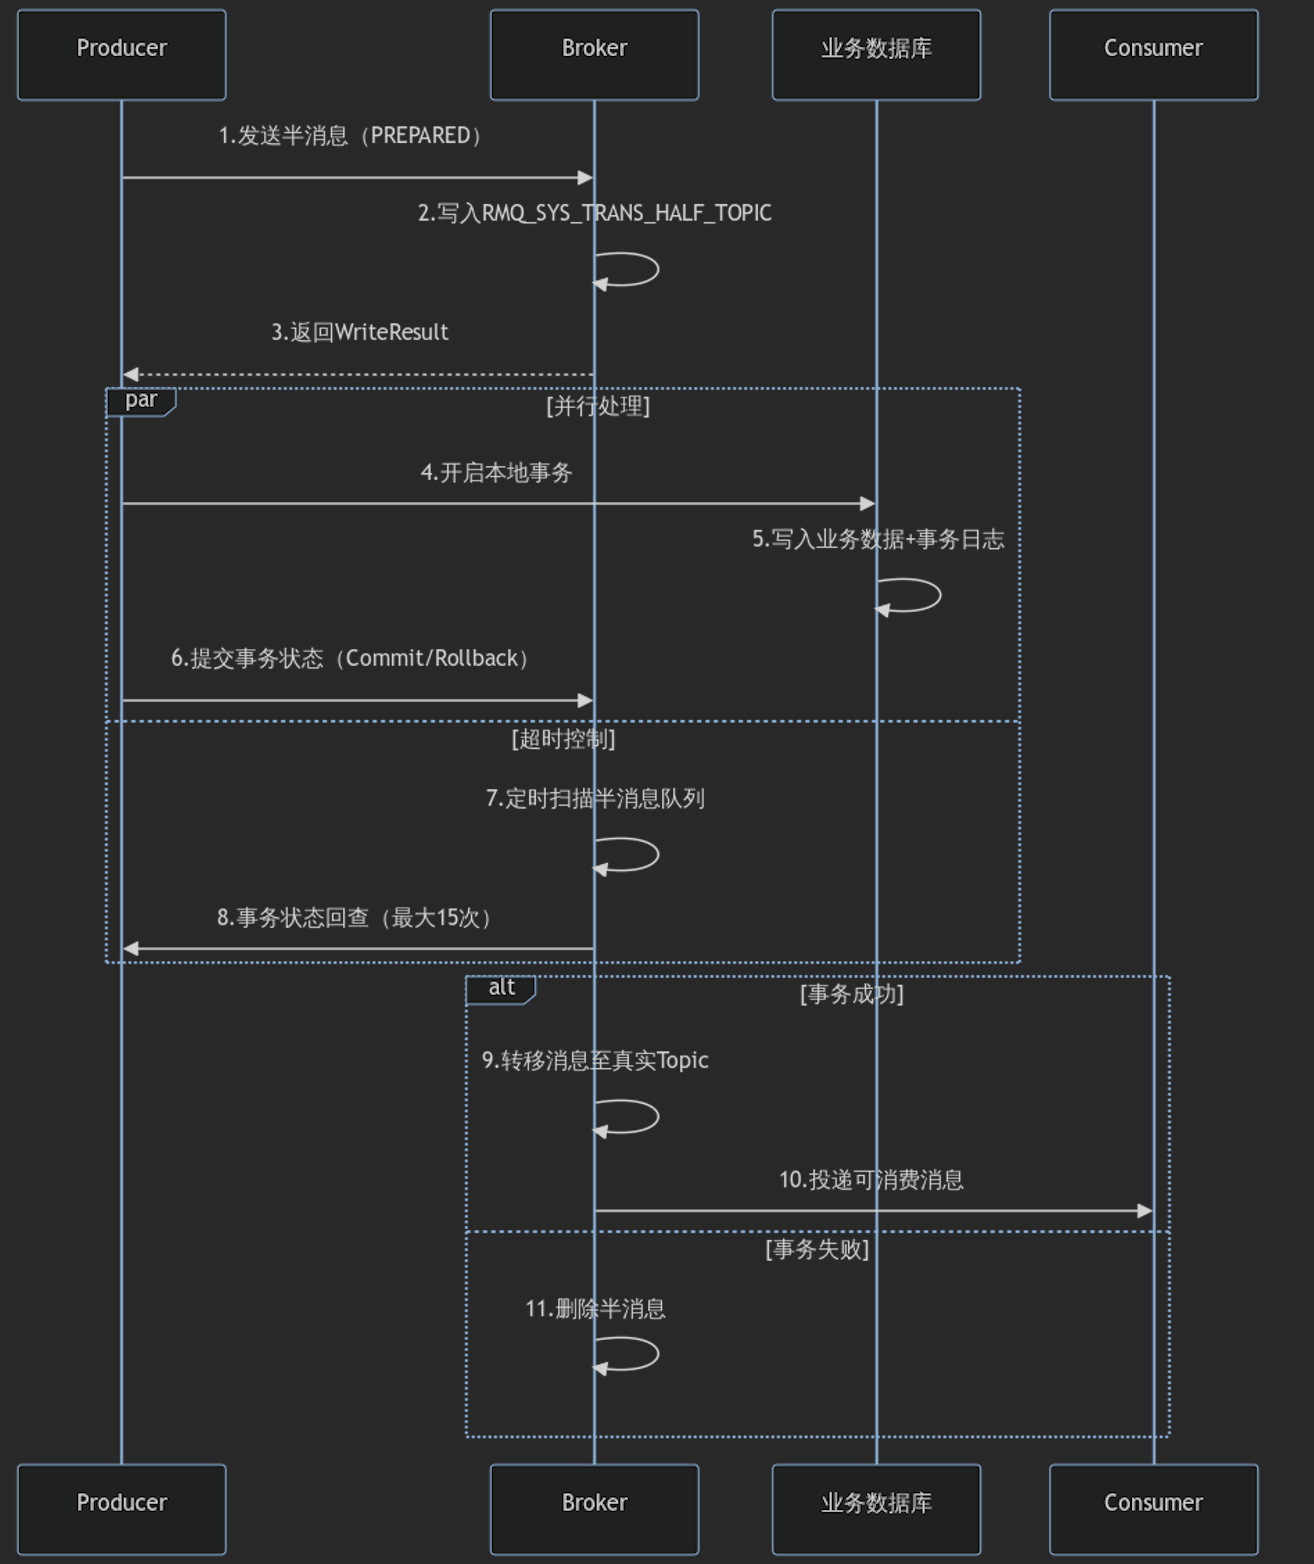 Producer
Broker
业务数据库
Consumer
1.发送半消息（PREPARED）
2.写入RMQ_SYS_TRANS_HALF_TOPIC
3.返回WriteResult
par
[并行处理]
4.开启本地事务
5.写入业务数据+事务日志
6.提交事务状态（Commit/Rollback）
[超时控制]
7.定时扫描半消息队列
8.事务状态回查（最大15次）
alt
[事务成功]
9.转移消息至真实Topic
10.投递可消费消息
[事务失败]
11.删除半消息
Producer
Broker
业务数据库
Consumer